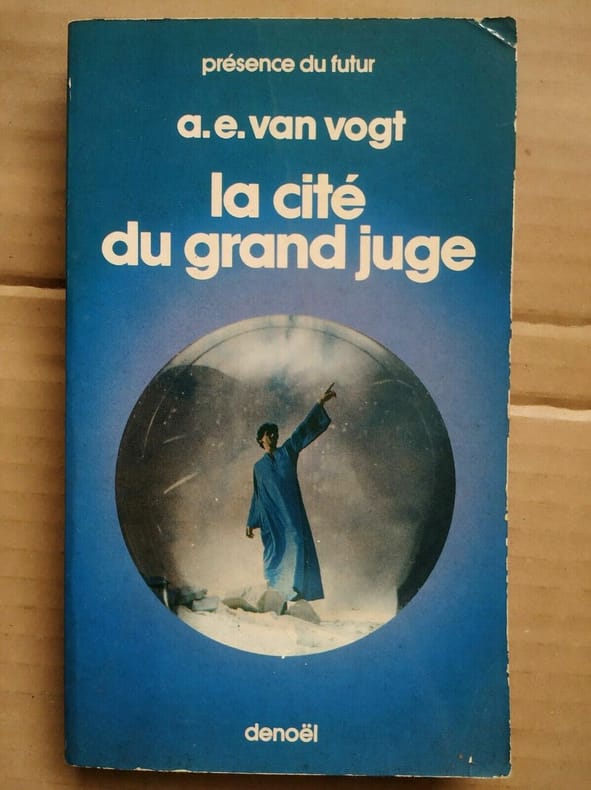 présence du futur
a.e.van vogt
la cité
du grand juge
denoël